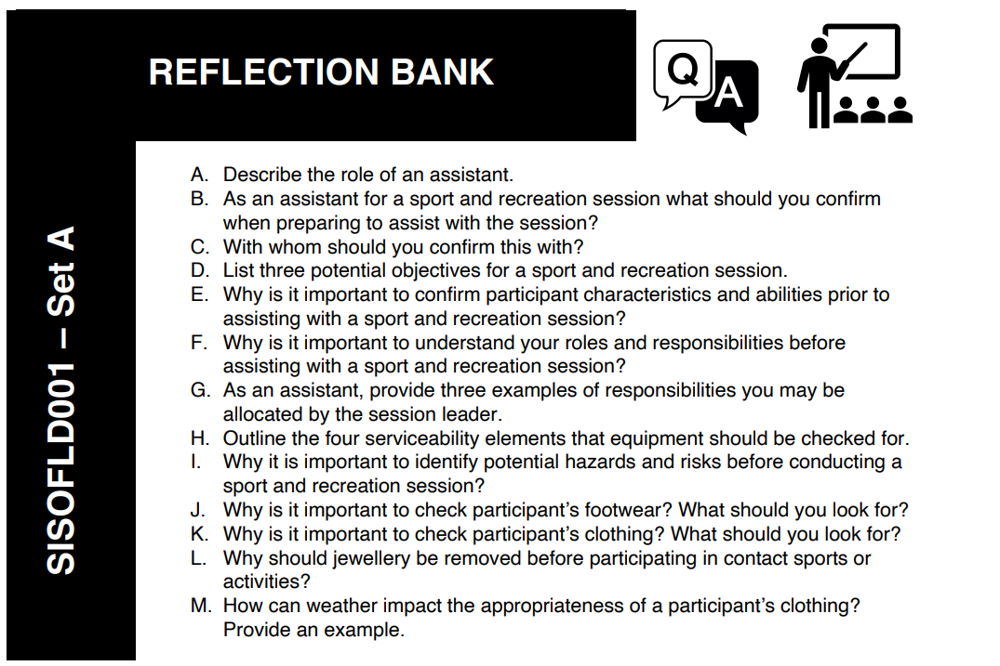 REFLECTION BANK
Q
A
SISOFLD001 – Set A
A. Describe the role of an assistant.
B. As an assistant for a sport and recreation session what should you confirm
when preparing to assist with the session?
C. With whom should you confirm this with?
D. List three potential objectives for a sport and recreation session.
E. Why is it important to confirm participant characteristics and abilities prior to
assisting with a sport and recreation session?
F. Why is it important to understand your roles and responsibilities before
assisting with a sport and recreation session?
G. As an assistant, provide three examples of responsibilities you may be
allocated by the session leader.
H. Outline the four serviceability elements that equipment should be checked for.
I. Why it is important to identify potential hazards and risks before conducting a
sport and recreation session?
J. Why is it important to check participant’s footwear? What should you look for?
K. Why is it important to check participant’s clothing? What should you look for?
L. Why should jewellery be removed before participating in contact sports or
activities?
M. How can weather impact the appropriateness of a participant’s clothing?
Provide an example.